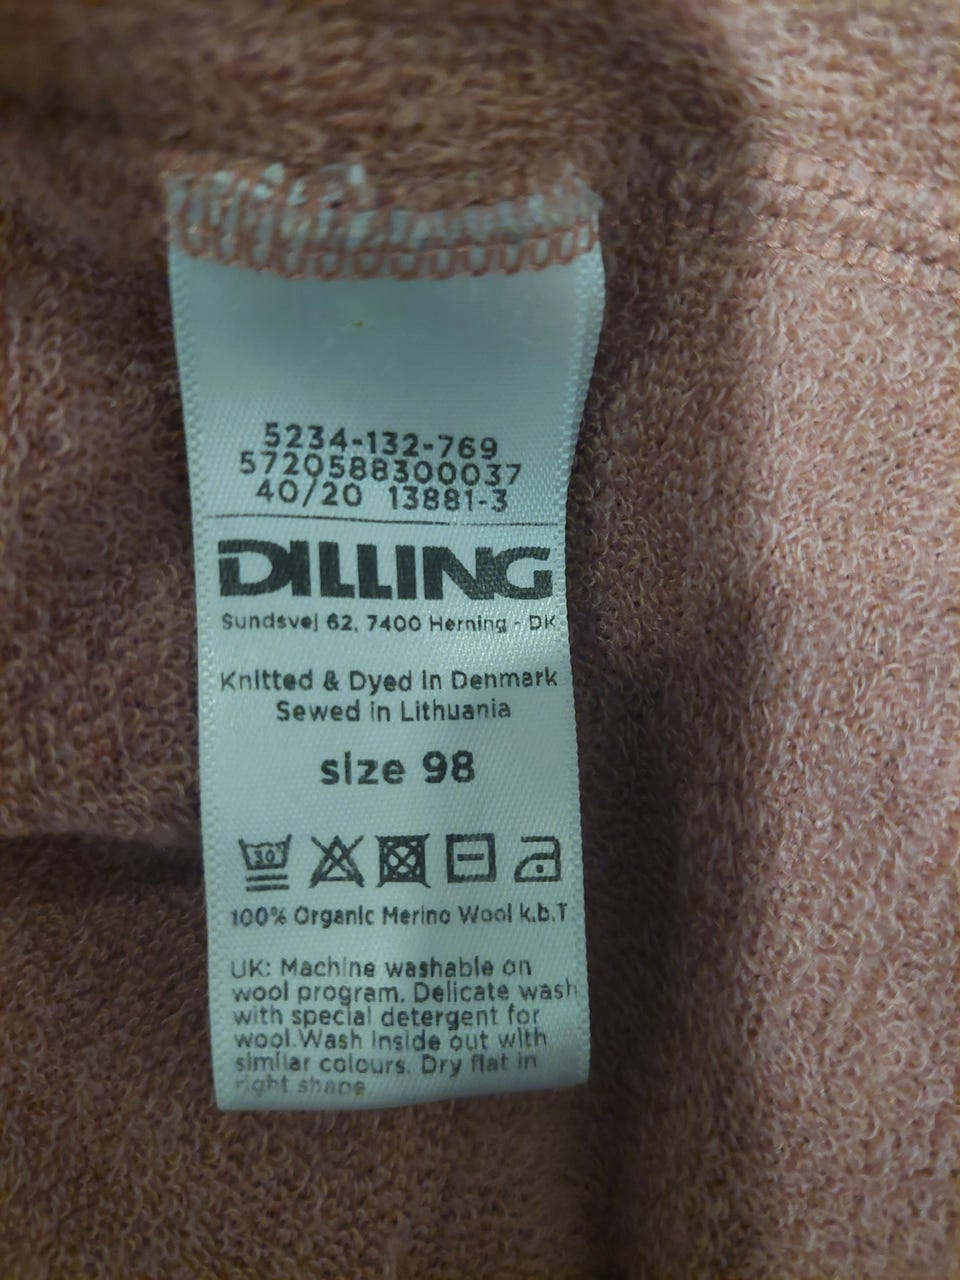 5234-132-769
5720588300037
40/20 13881-3
DILLING
Sundsvej 62, 7400 Herning - DK
Knitted & Dyed in Denmark
Sewed in Lithuania
size 98
30
100% Organic Merino Wool k.b.T
UK: Machine washable on
wool program. Delicate wash
with special detergent for
wool.Wash inside out with
similar colours. Dry flat in
right shape